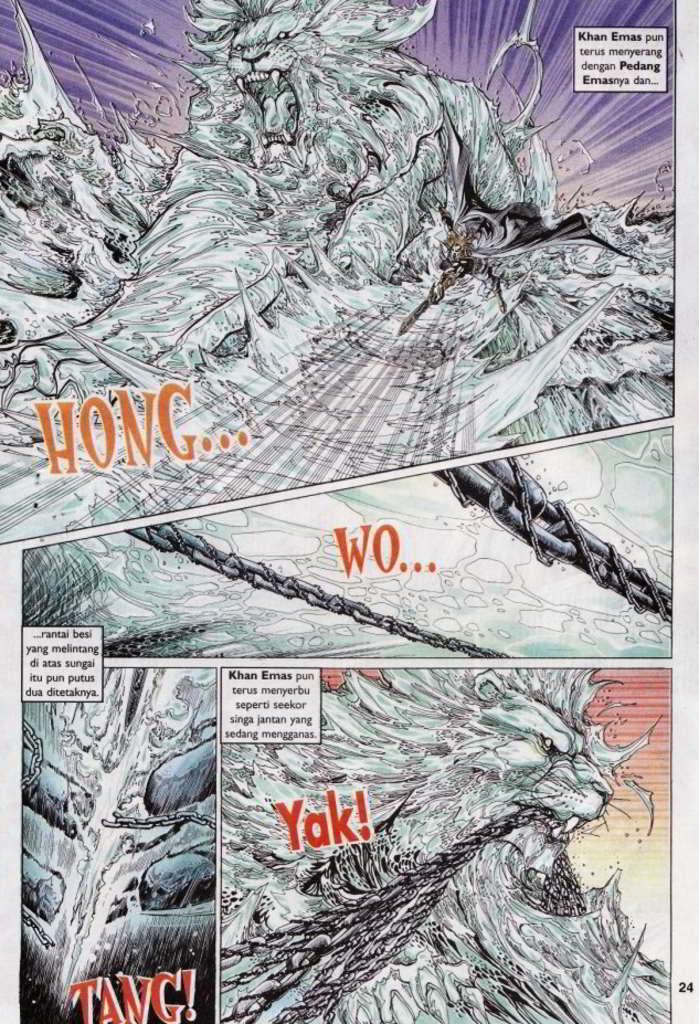 Khan Emas pun
terus menyerang
dengan Pedang
Emasnya dan...
HONG...
WO...
...rantai besi
yang melintang
di atas sungai
itu pun putus
dua ditetaknya.
TANG!
Khan Emas pun
terus menyerbu
seperti seekor
singa jantan yang
sedang mengganas.
Yak!
24